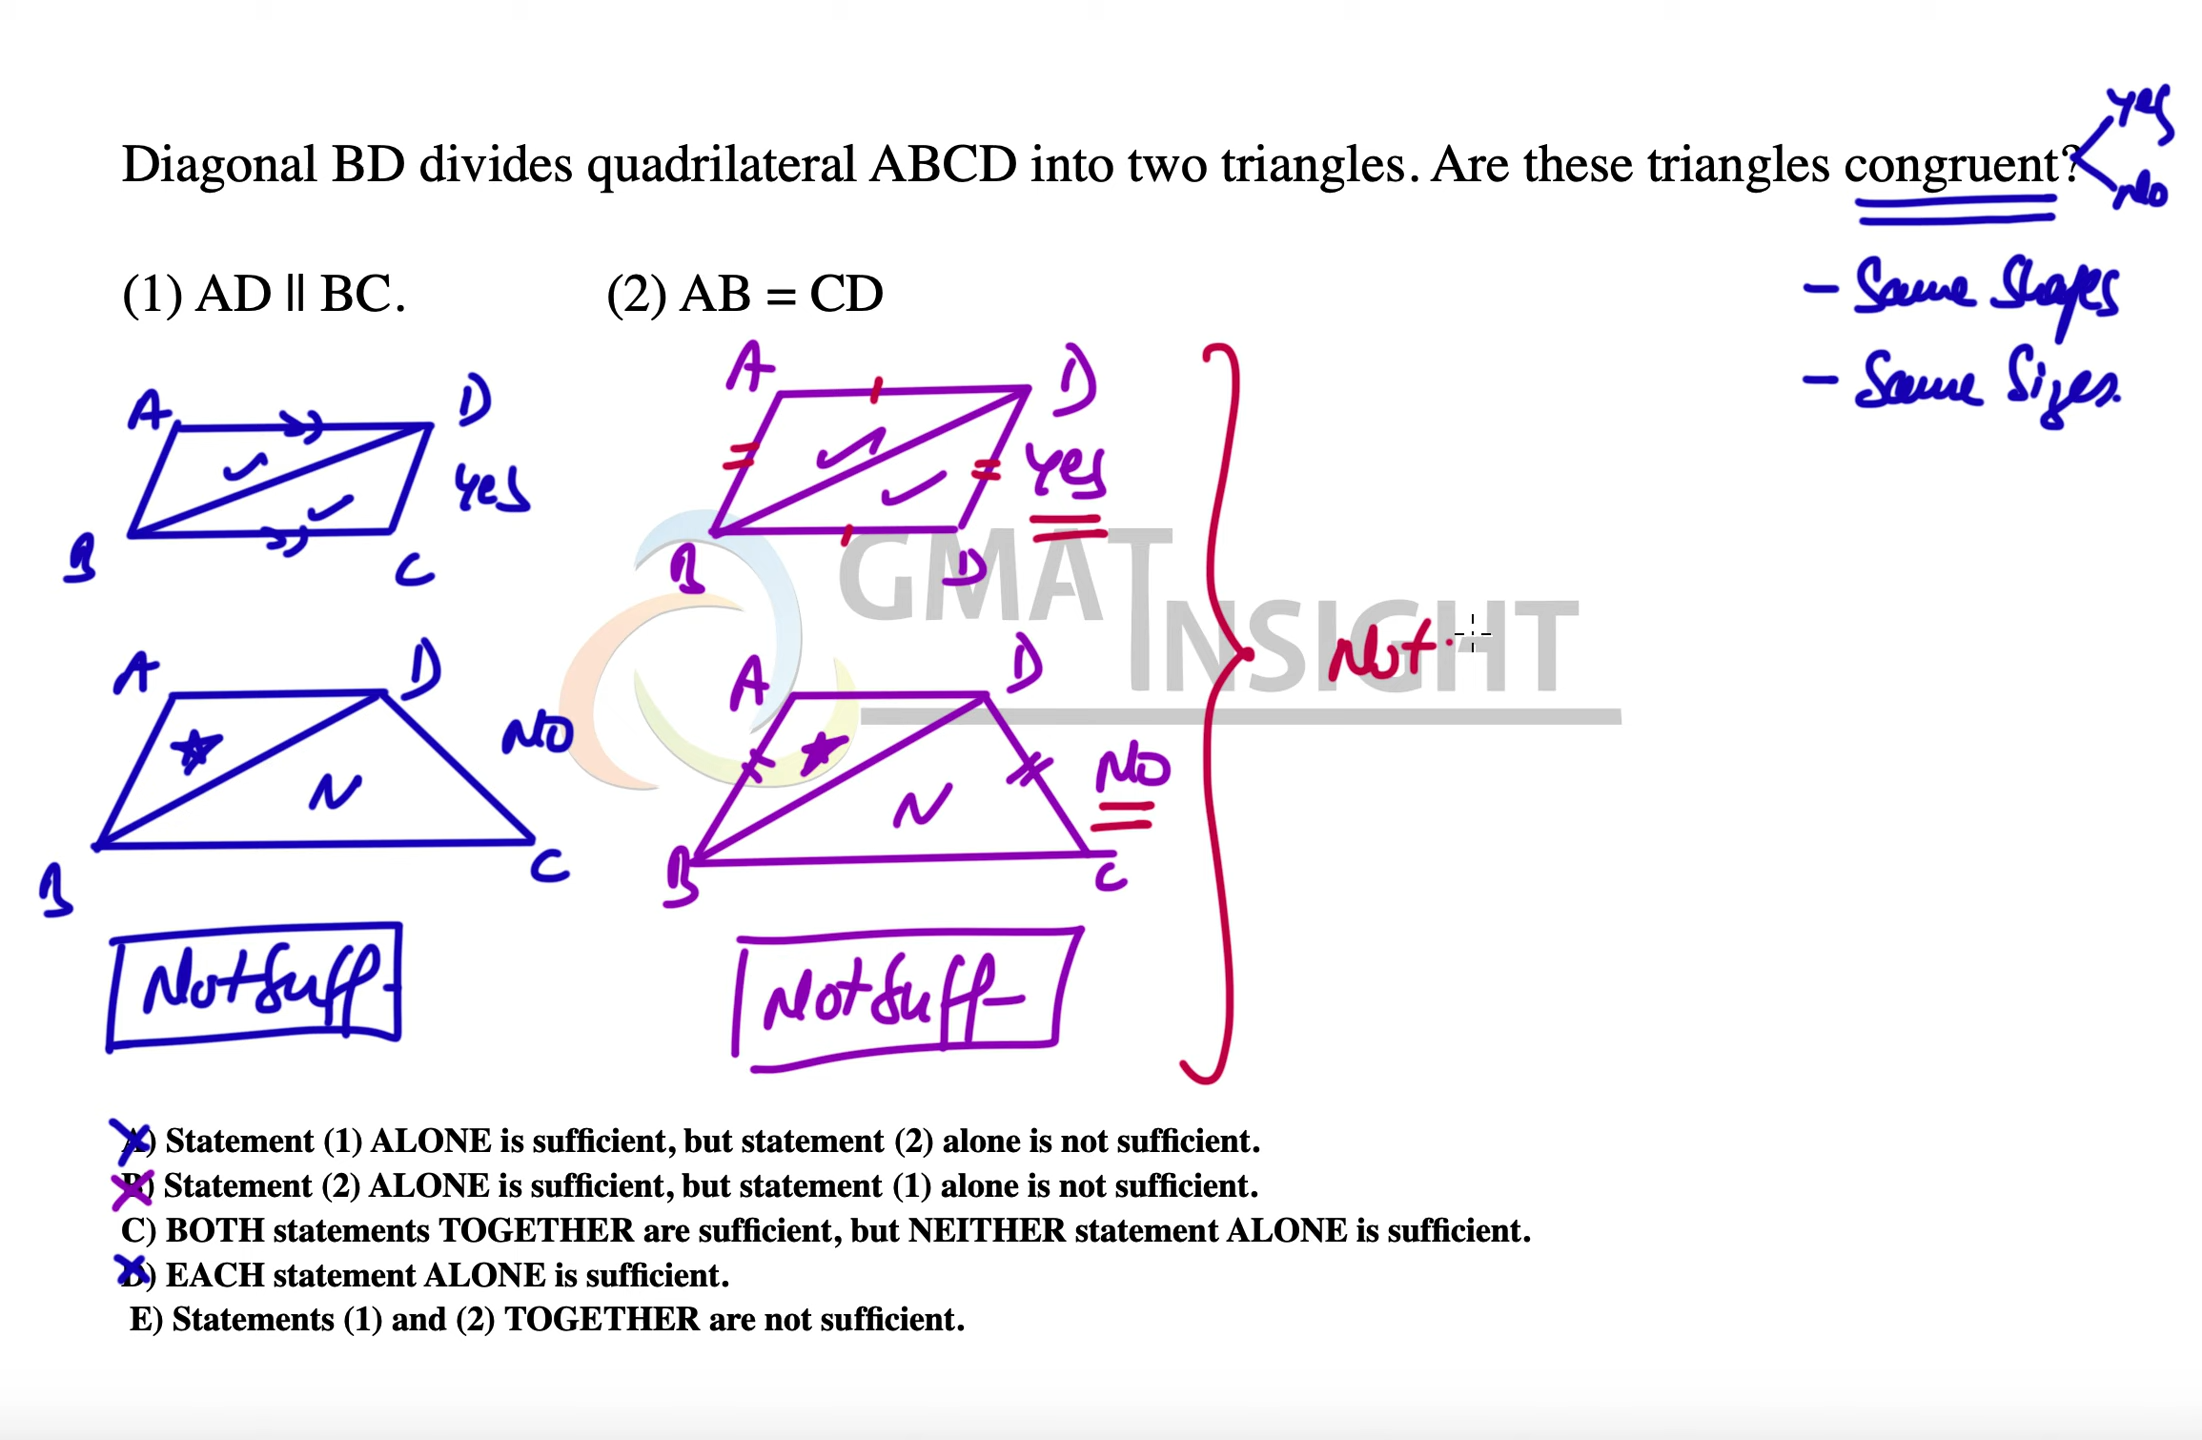 Diagonal BD divides quadrilateral ABCD into two triangles. Are these triangles congruent?
Yes
No
(1) AD || BC. (2) AB = CD
- Same Shapes
- Same Sizes.
A D
Yes
B C
A D
Yes
B D
GMAT INSIGHT
Not
A D
No
N
B C
A D
No
N
B C
Not Suff
Not Suff
A) Statement (1) ALONE is sufficient, but statement (2) alone is not sufficient.
B) Statement (2) ALONE is sufficient, but statement (1) alone is not sufficient.
C) BOTH statements TOGETHER are sufficient, but NEITHER statement ALONE is sufficient.
D) EACH statement ALONE is sufficient.
E) Statements (1) and (2) TOGETHER are not sufficient.